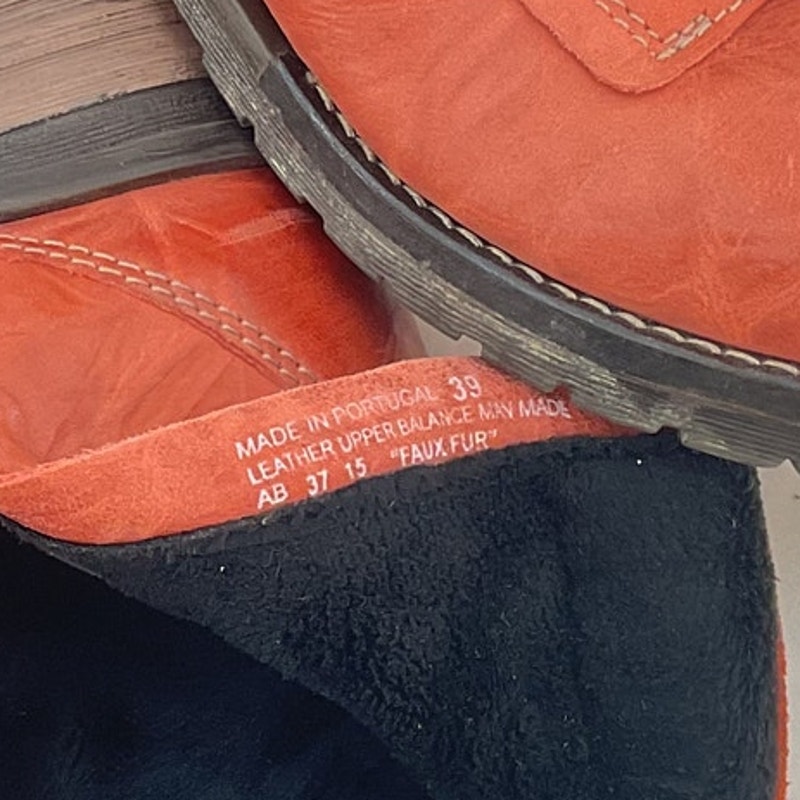 MADE IN PORTUGAL 39
LEATHER UPPER BALANCE MAN MADE
AB 37 15 "FAUX FUR"